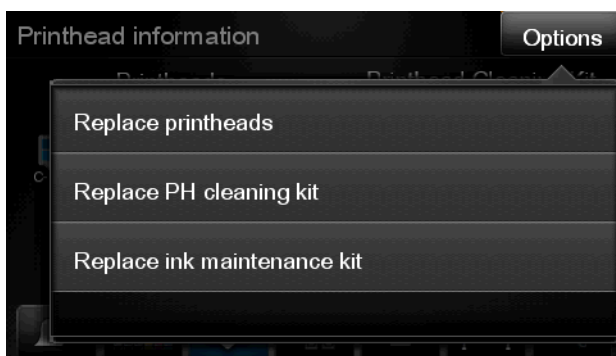 Printhead information
Options
Replace printheads
Replace PH cleaning kit
Replace ink maintenance kit